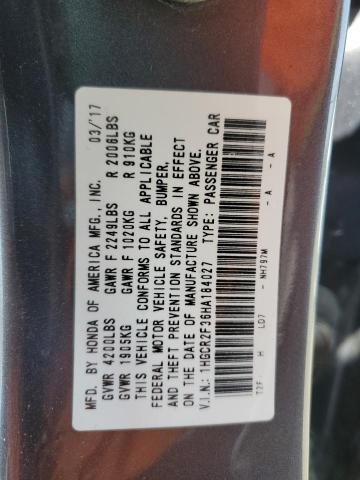 MFD. BY HONDA OF AMERICA MFG., INC. 03/'17
GVWR 4200LBS GAWR F 2249LBS R 2006LBS
GVWR 1905KG GAWR F 1020KG R 910KG
THIS VEHICLE CONFORMS TO ALL APPLICABLE
FEDERAL MOTOR VEHICLE SAFETY, BUMPER,
AND THEFT PREVENTION STANDARDS IN EFFECT
ON THE DATE OF MANUFACTURE SHOWN ABOVE.
V.I.N.: 1HGCR2F36HA184027 TYPE: PASSENGER CAR
T2F: H LD7 - NH797M - A - A